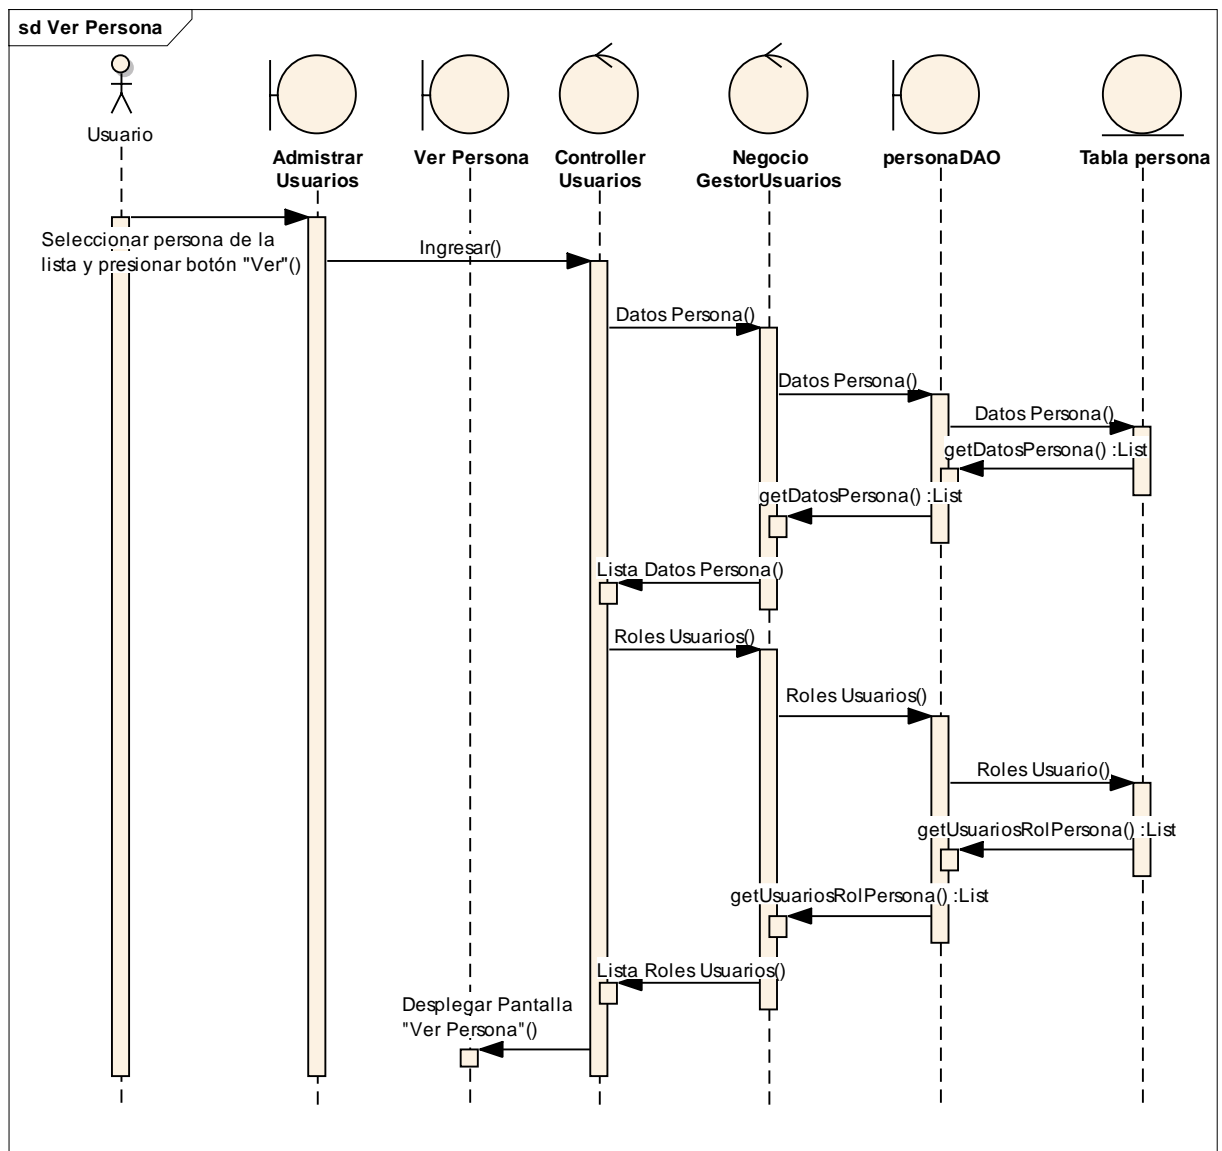 sd Ver Persona
Usuario
Admistrar
Usuarios
Ver Persona
Controller
Usuarios
Negocio
GestorUsuarios
personaDAO
Tabla persona
Seleccionar persona de la
lista y presionar botón "Ver"()
Ingresar()
Datos Persona()
Datos Persona()
Datos Persona()
getDatosPersona() :List
getDatosPersona() :List
Lista Datos Persona()
Roles Usuarios()
Roles Usuarios()
Roles Usuario()
getUsuariosRolPersona() :List
getUsuariosRolPersona() :List
Lista Roles Usuarios()
Desplegar Pantalla
"Ver Persona"()